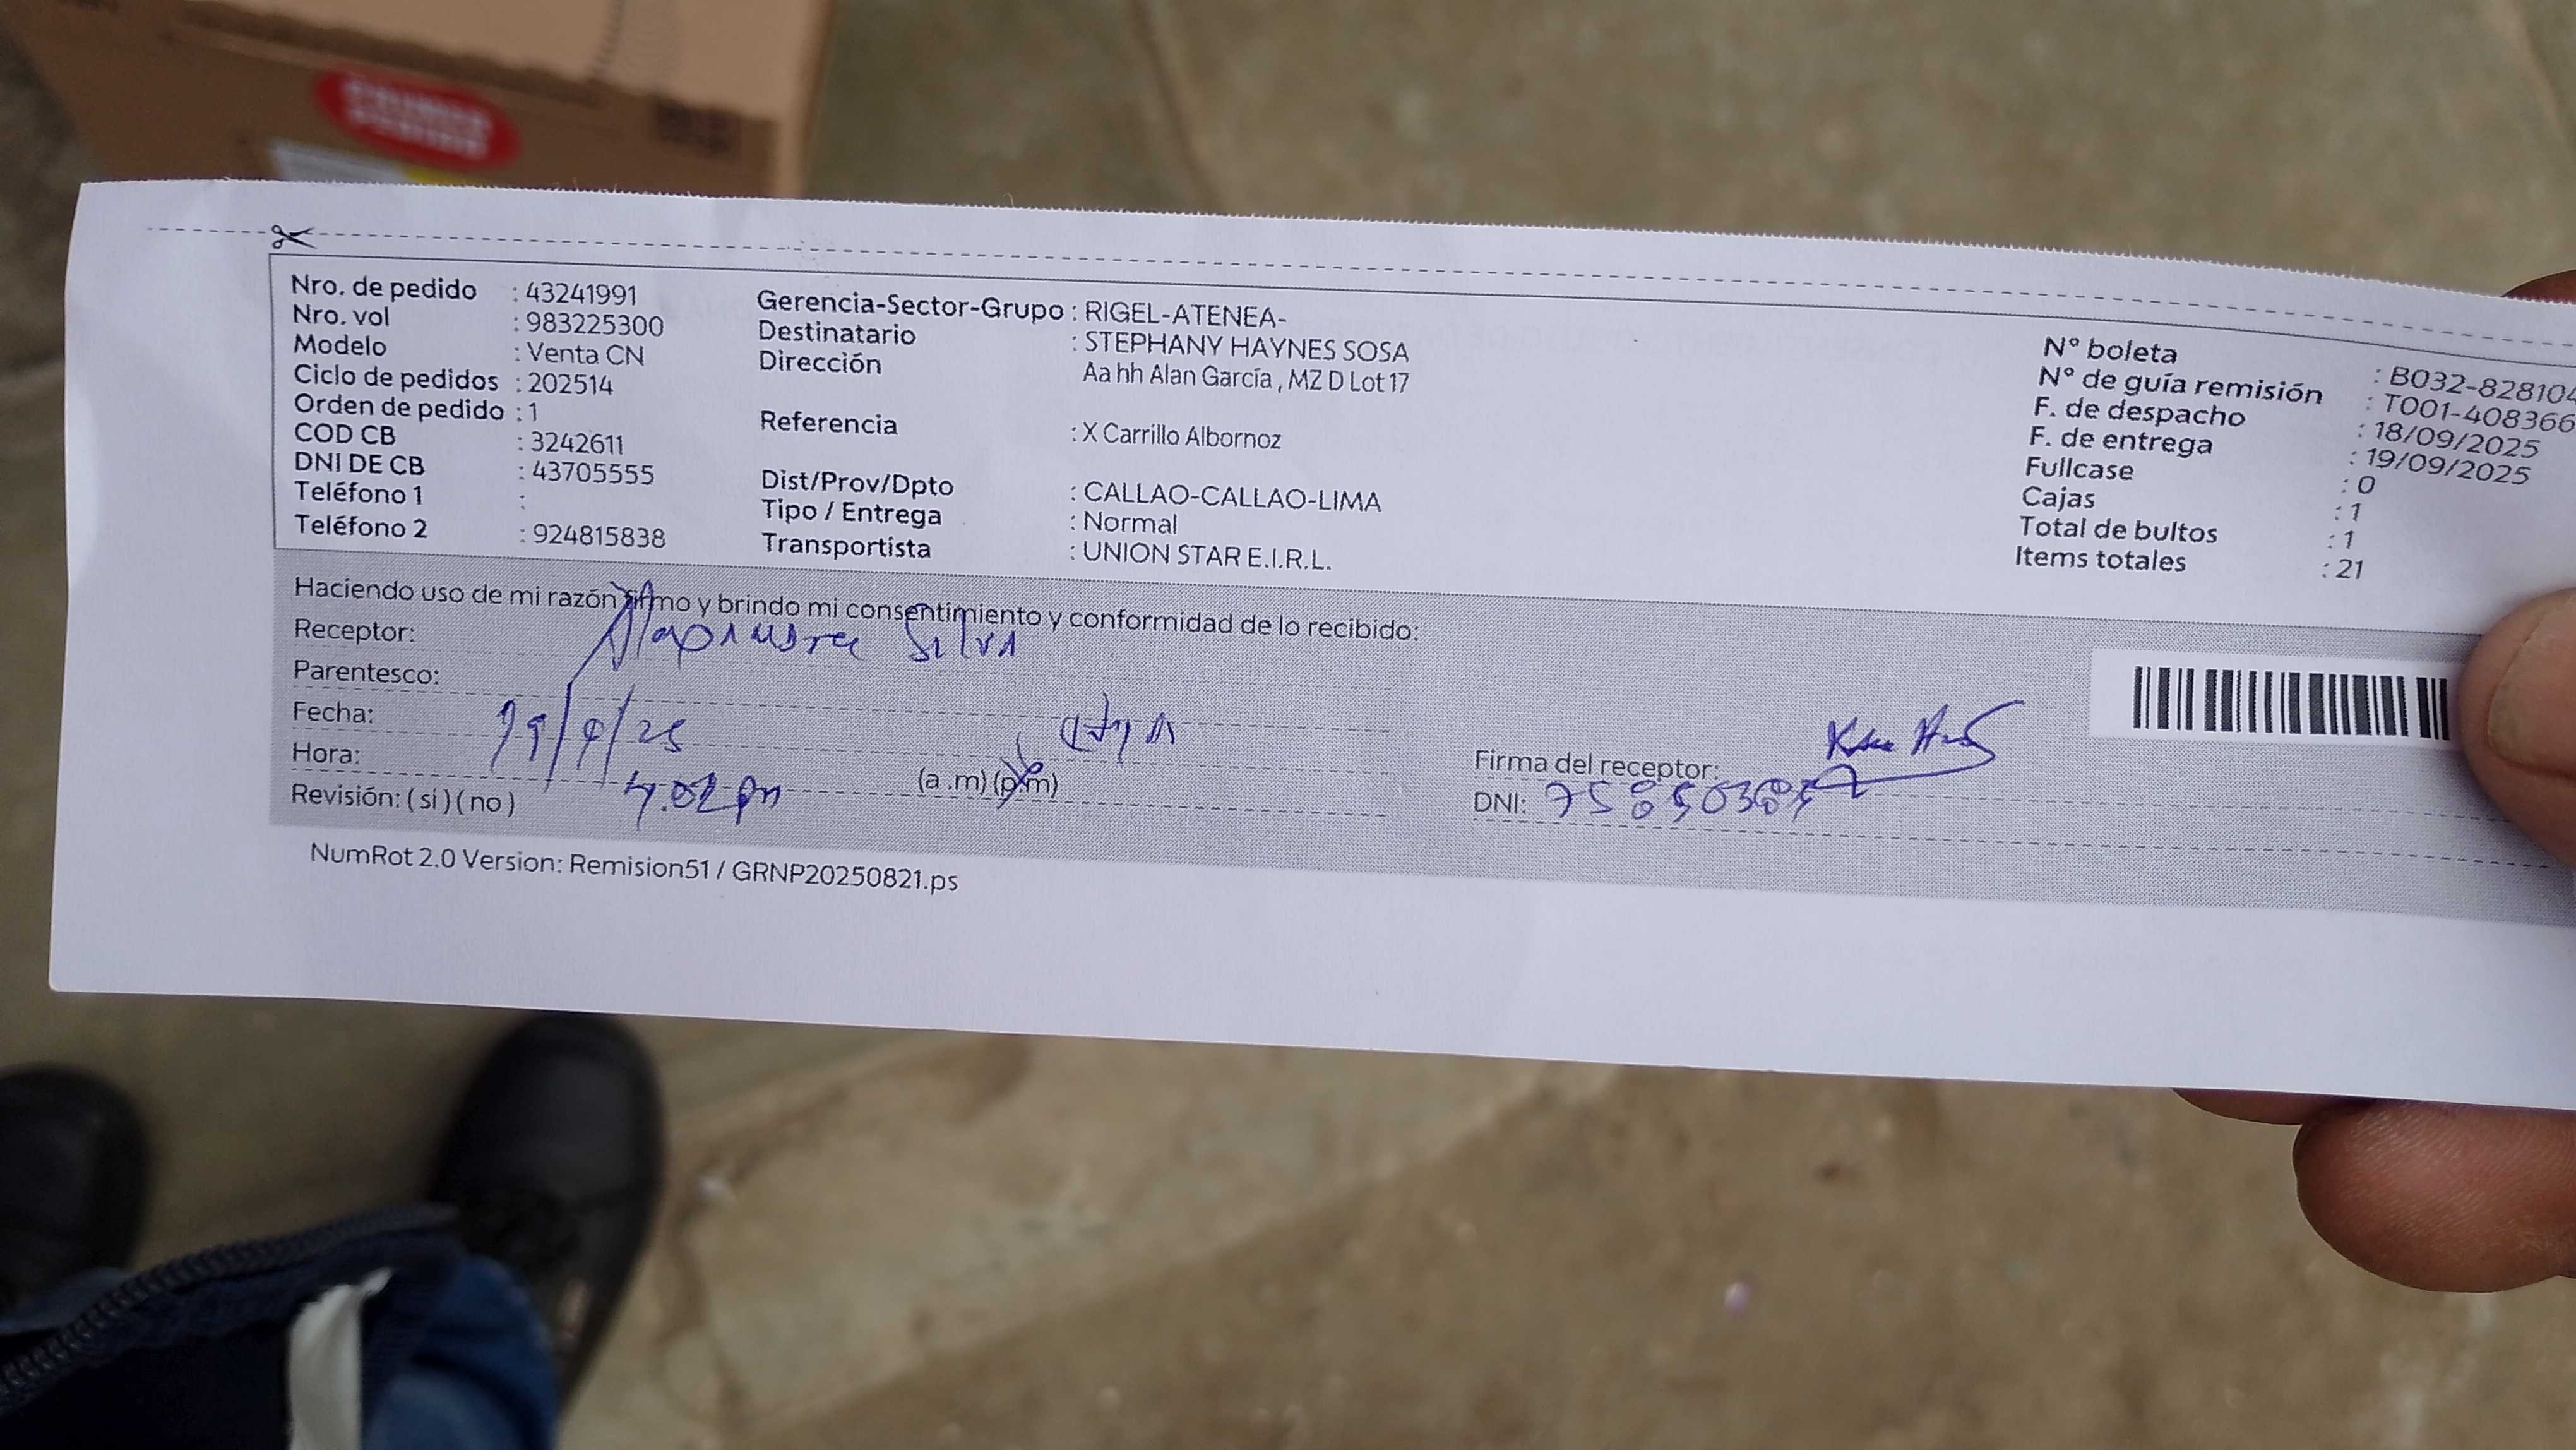 Nro. de pedido : 43241991
Nro. vol : 983225300
Modelo : Venta CN
Ciclo de pedidos : 202514
Orden de pedido : 1
COD CB : 3242611
DNI DE CB : 43705555
Teléfono 1 :
Teléfono 2 : 924815838
Gerencia-Sector-Grupo : RIGEL-ATENEA-
Destinatario : STEPHANY HAYNES SOSA
Dirección Aa hh Alan García , MZ D Lot 17
Referencia : X Carrillo Albornoz
Dist/Prov/Dpto : CALLAO-CALLAO-LIMA
Tipo / Entrega : Normal
Transportista : UNION STAR E.I.R.L.
N° boleta : B032-828104
N° de guía remisión : T001-408366
F. de despacho : 18/09/2025
F. de entrega : 19/09/2025
Fullcase : 0
Cajas : 1
Total de bultos : 1
Items totales : 21
Haciendo uso de mi razón firmo y brindo mi consentimiento y conformidad de lo recibido:
Receptor: Silva
Parentesco:
Fecha: 19/9/25
Hora: 4.02 pm (a .m) (p.m)
Revisión: ( si ) ( no )
Firma del receptor:
DNI:
NumRot 2.0 Version: Remision51 / GRNP20250821.ps